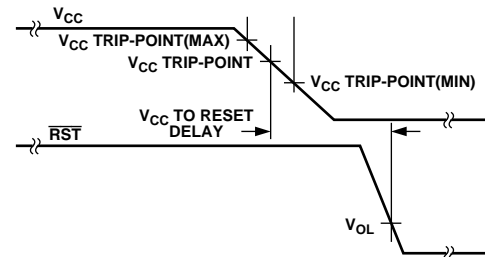 VCC
VCC TRIP-POINT(MAX)
VCC TRIP-POINT
VCC TRIP-POINT(MIN)
VCC TO RESET
DELAY
RST
VOL